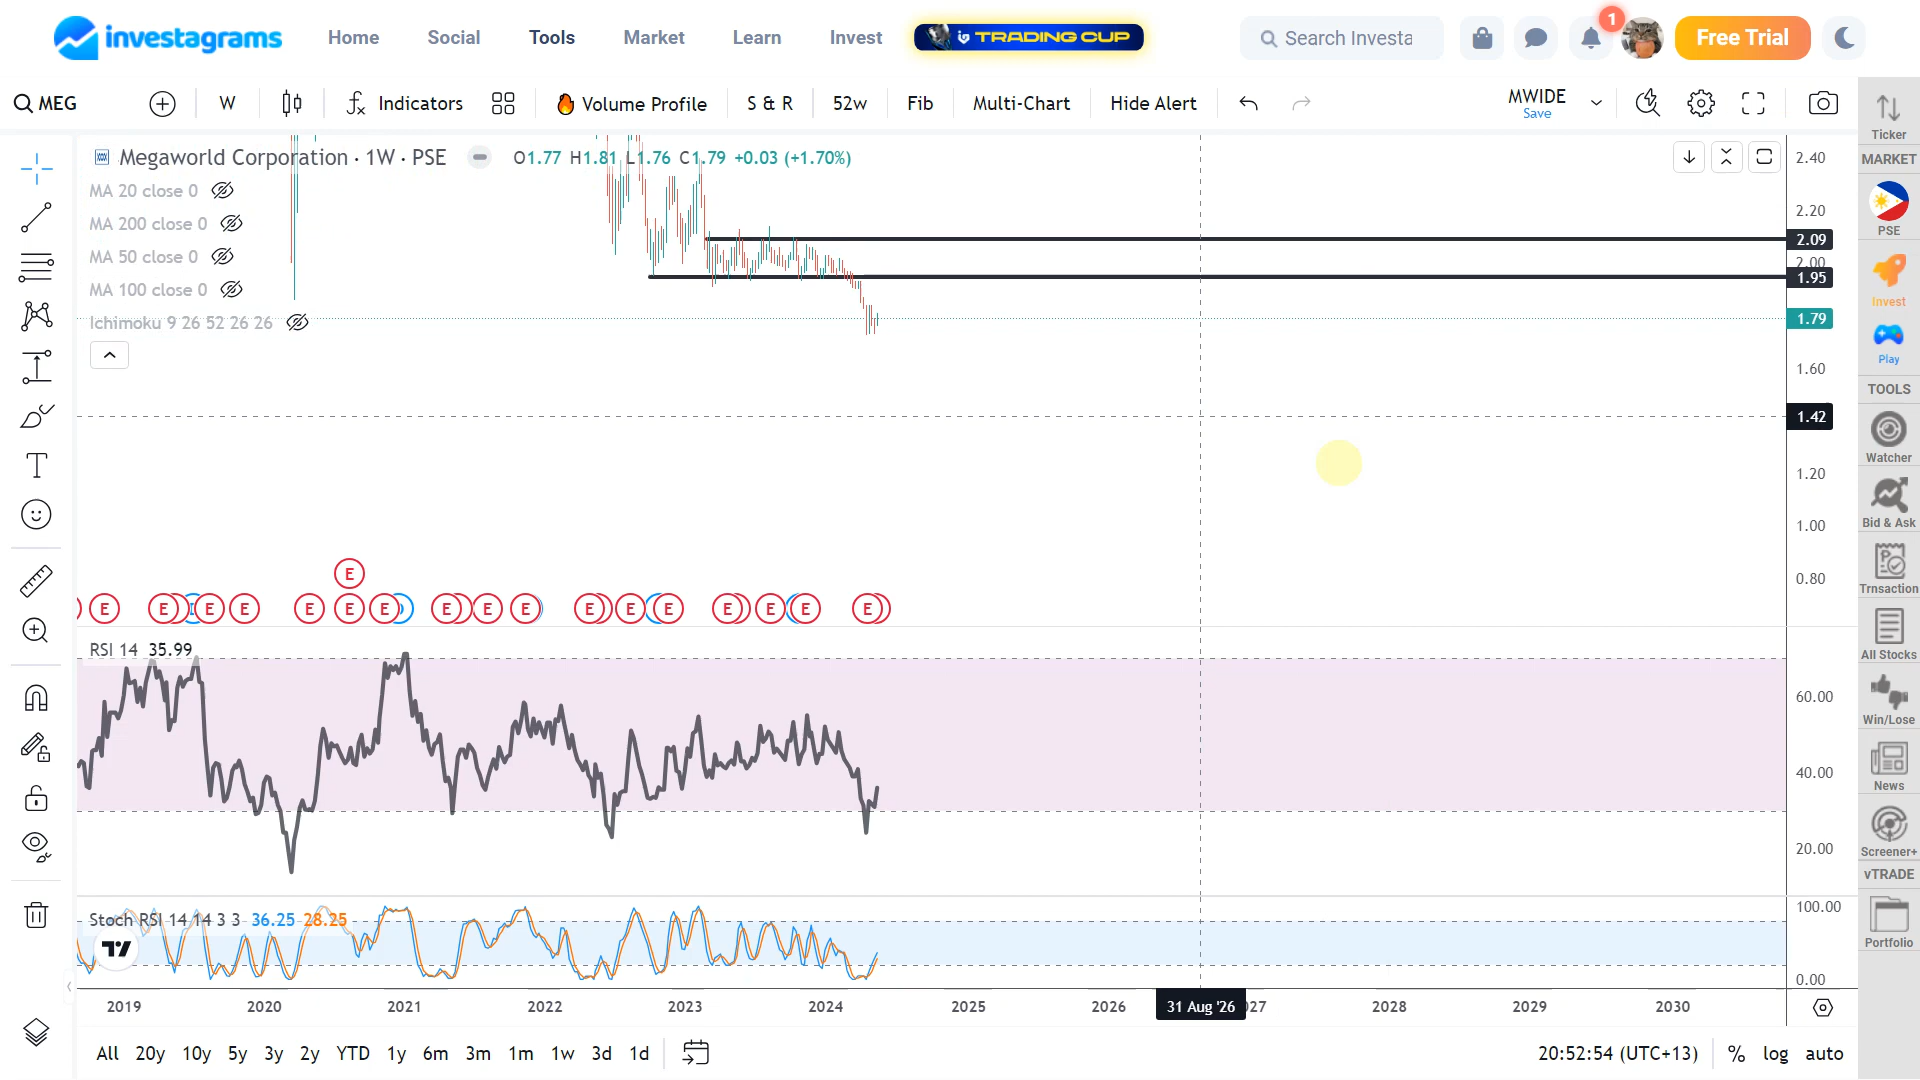 investagrams Home Social Tools Market Learn Invest TRADING CUP Search Investa 1 Free Trial
MEG W Indicators Volume Profile S & R 52w Fib Multi-Chart Hide Alert MWIDE
Save
Megaworld Corporation · 1W · PSE O1.77 H1.81 L1.76 C1.79 +0.03 (+1.70%)
MA 20 close 0
MA 200 close 0
MA 50 close 0
MA 100 close 0
Ichimoku 9 26 52 26 26
2.40
2.20
2.09
2.00
1.95
1.79
1.60
1.42
1.20
1.00
0.80
E
E E E E E E E E E E E E E E E E E E
RSI 14 35.99
60.00
40.00
20.00
Stoch RSI 14 14 3 3 36.25 28.25
100.00
0.00
2019 2020 2021 2022 2023 2024 2025 2026 31 Aug '26 2028 2029 2030
All 20y 10y 5y 3y 2y YTD 1y 6m 3m 1m 1w 3d 1d 20:52:54 (UTC+13) % log auto
Ticker
MARKET
PSE
Invest
Play
TOOLS
Watcher
Bid & Ask
Trnsaction
All Stocks
Win/Lose
News
Screener+
vTRADE
Portfolio